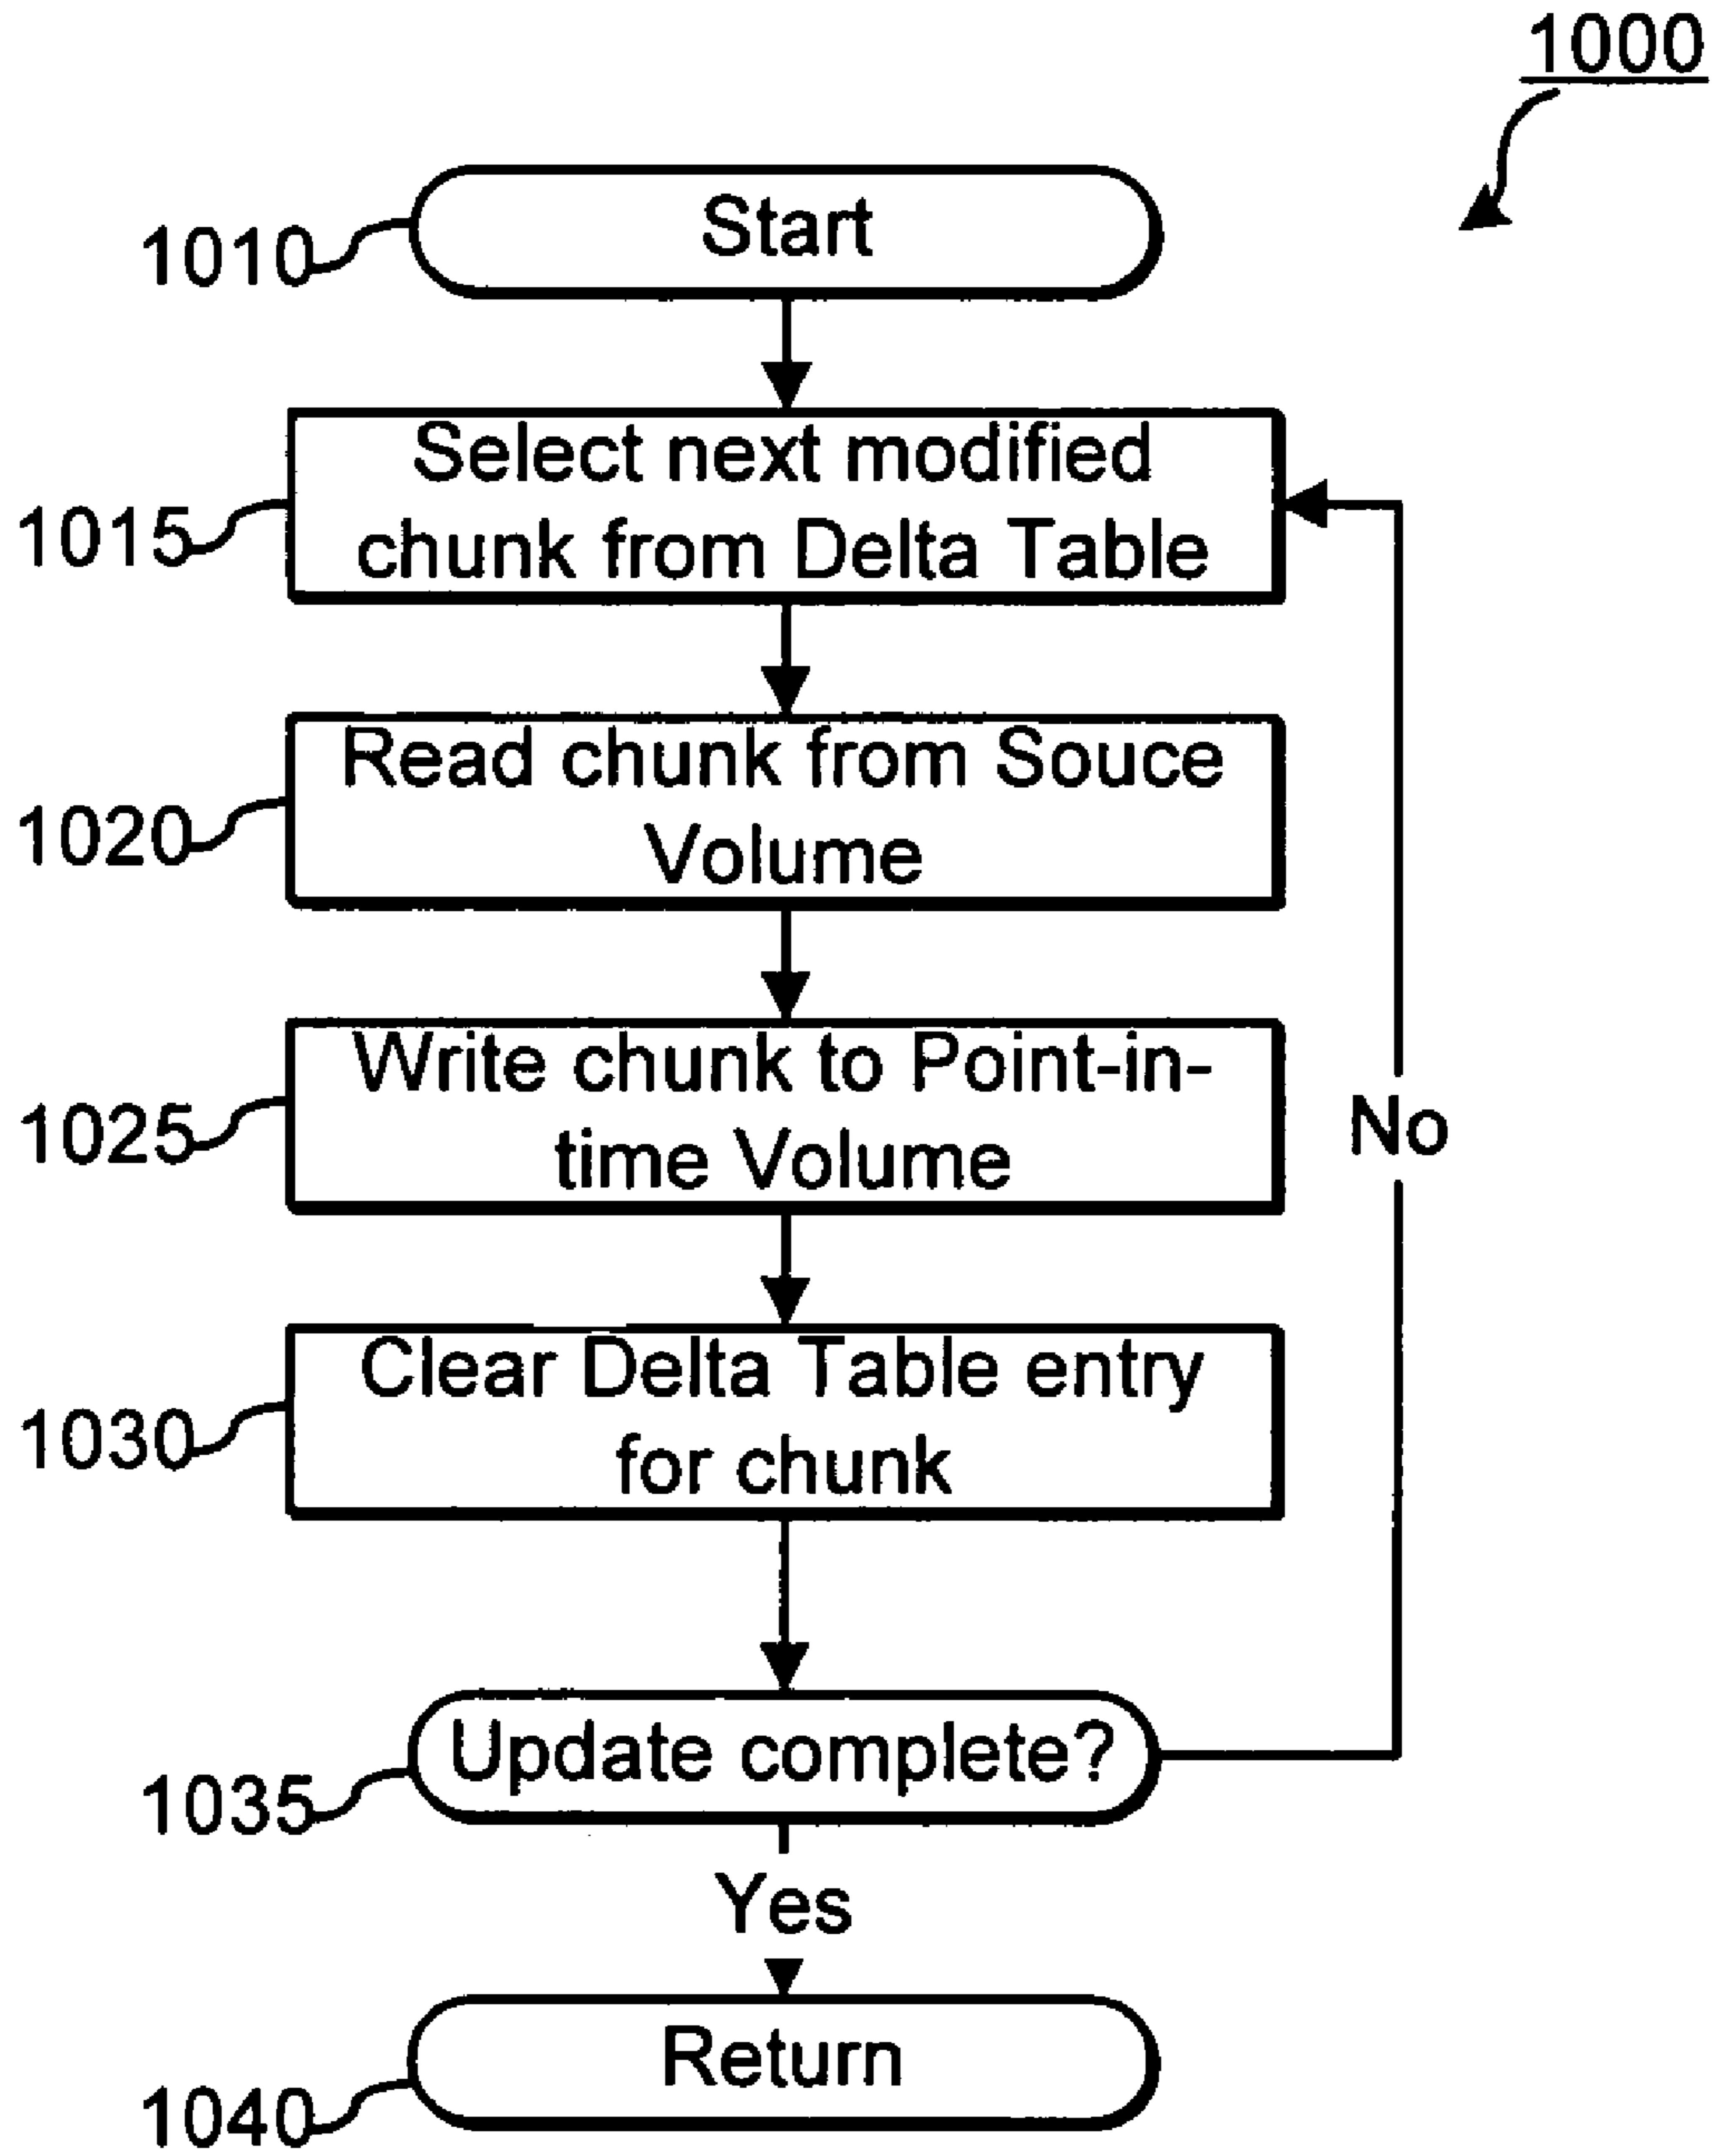 1000
1010
Start
Select next modified
chunk from Delta Table
1015
Read chunk from Souce
Volume
1020
Write chunk to Point-in-
time Volume
1025
No
Clear Delta Table entry
for chunk
1030
Update complete?
1035
Yes
Return
1040